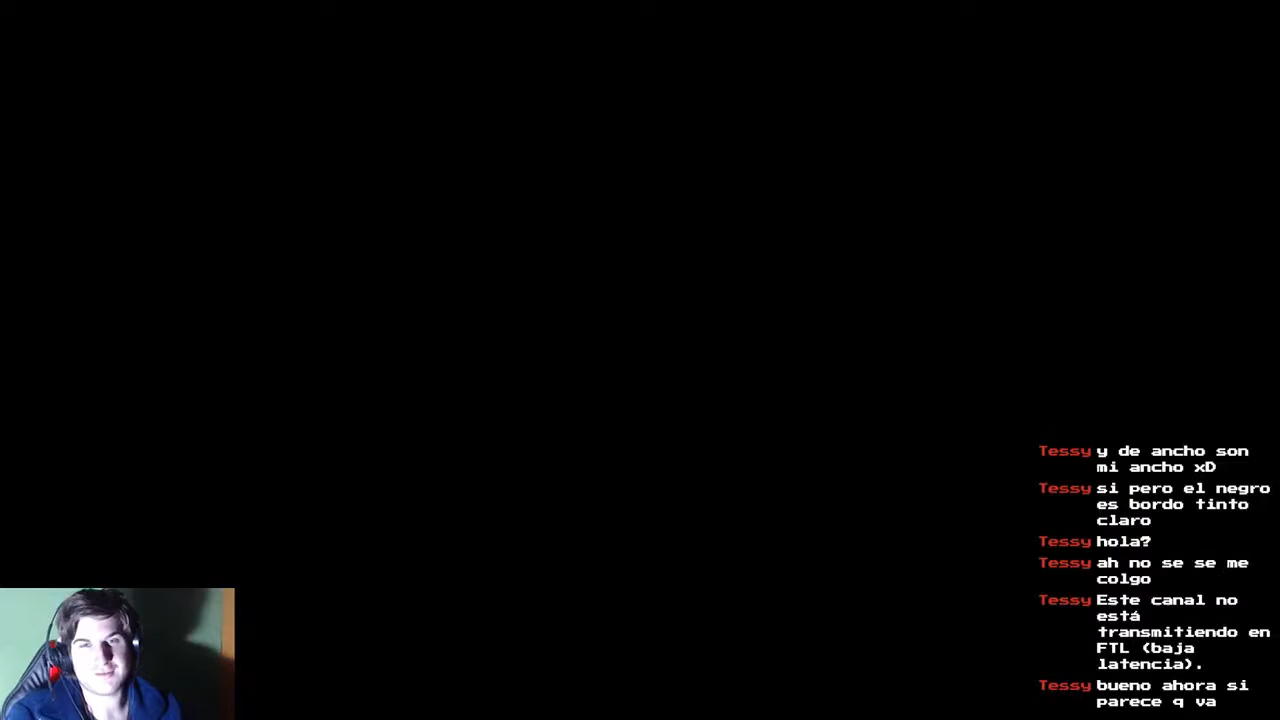 Tessy y de ancho son
mi ancho xD
Tessy si pero el negro
es bordo tinto
claro
Tessy hola?
Tessy ah no se se me
colgo
Tessy Este canal no
está
transmitiendo en
FTL (baja
latencia).
Tessy bueno ahora si
parece q va